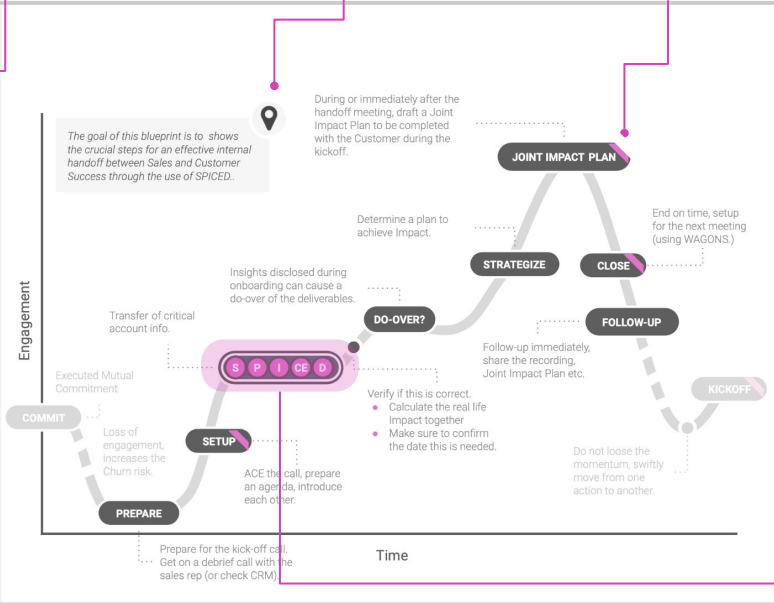 The goal of this blueprint is to  shows
the crucial steps for an effective internal
handoff between Sales and Customer
Success through the use of SPICED..
During or immediately after the
handoff meeting, draft a Joint
Impact Plan to be completed
with the Customer during the
kickoff.
JOINT IMPACT PLAN
Determine a plan to
achieve Impact.
STRATEGIZE
End on time, setup
for the next meeting
(using WAGONS.)
CLOSE
Insights disclosed during
onboarding can cause a
do-over of the deliverables.
DO-OVER?
FOLLOW-UP
Follow-up immediately,
share the recording,
Joint Impact Plan etc.
Transfer of critical
account info.
S P I CE D
Verify if this is correct.
● Calculate the real life
Impact together
● Make sure to confirm
the date this is needed.
Executed Mutual
Commitment
COMMIT
Loss of
engagement,
increases the
Churn risk.
SETUP
ACE the call, prepare
an agenda, introduce
each other.
PREPARE
Prepare for the kick-off call.
Get on a debrief call with the
sales rep (or check CRM).
KICKOFF
Do not loose the
momentum, swiftly
move from one
action to another.
Engagement
Time